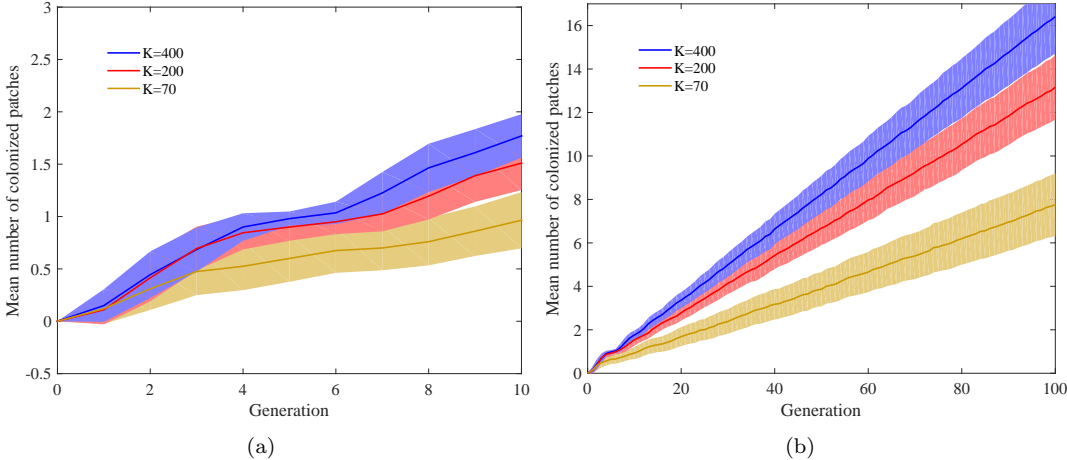 3
2.5
2
1.5
1
0.5
0
-0.5
Mean number of colonized patches
K=400
K=200
K=70
0
2
4
6
8
10
Generation
(a)
16
14
12
10
8
6
4
2
0
Mean number of colonized patches
K=400
K=200
K=70
0
20
40
60
80
100
Generation
(b)